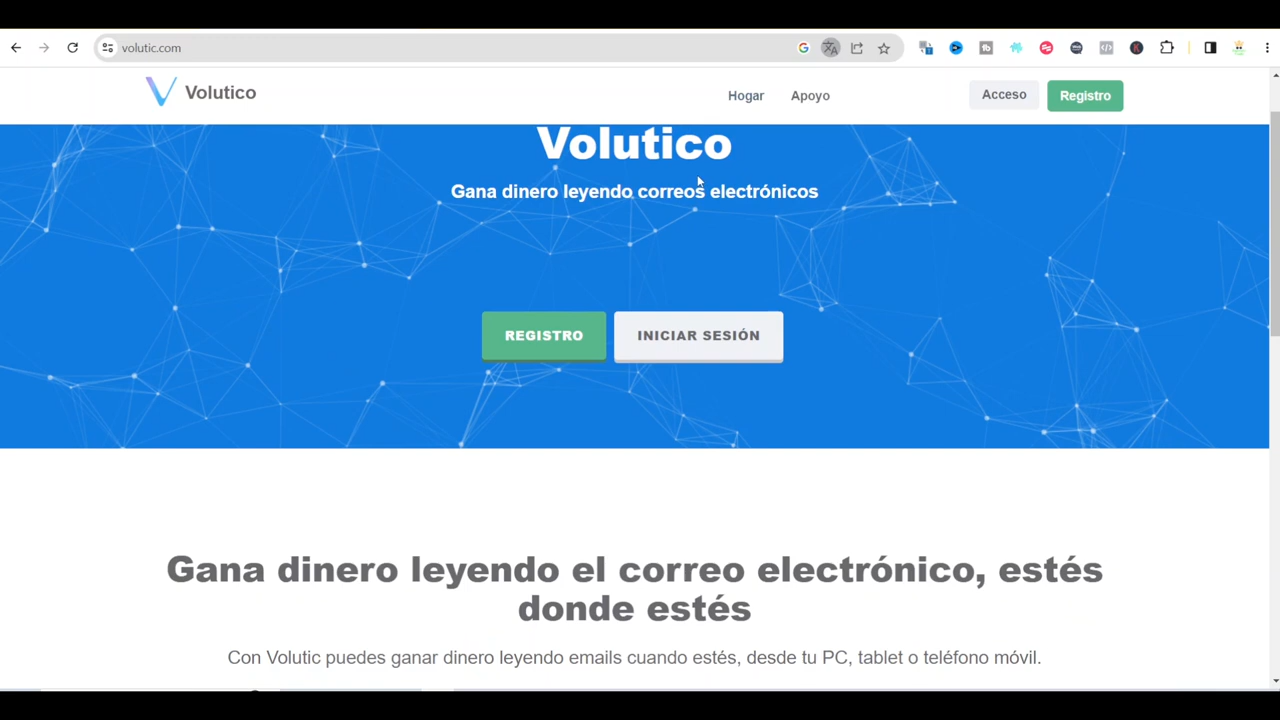 volutic.com
Volutico
Hogar
Apoyo
Acceso
Registro
Volutico
Gana dinero leyendo correos electrónicos
REGISTRO
INICIAR SESIÓN
Gana dinero leyendo el correo electrónico, estés
donde estés
Con Volutic puedes ganar dinero leyendo emails cuando estés, desde tu PC, tablet o teléfono móvil.